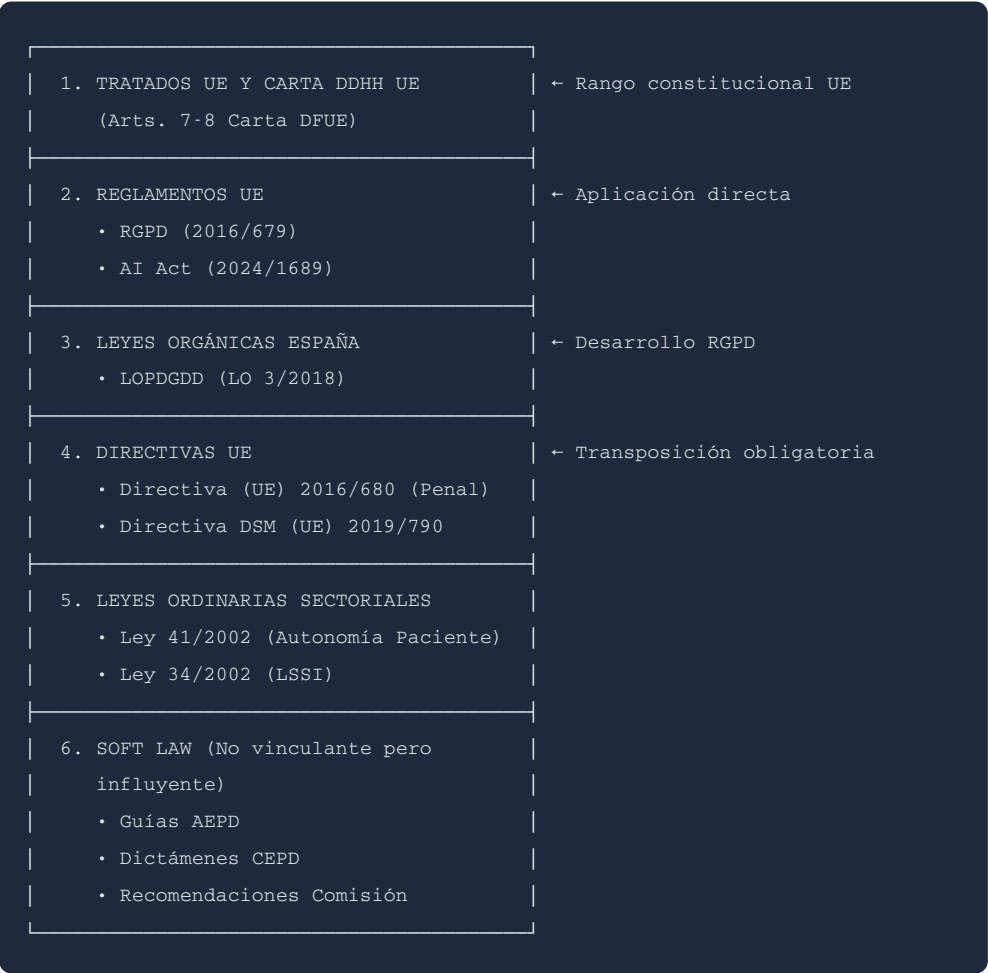 1. TRATADOS UE Y CARTA DDHH UE ← Rango constitucional UE
(Arts. 7-8 Carta DFUE)
2. REGLAMENTOS UE ← Aplicación directa
• RGPD (2016/679)
• AI Act (2024/1689)
3. LEYES ORGÁNICAS ESPAÑA ← Desarrollo RGPD
• LOPDGDD (LO 3/2018)
4. DIRECTIVAS UE ← Transposición obligatoria
• Directiva (UE) 2016/680 (Penal)
• Directiva DSM (UE) 2019/790
5. LEYES ORDINARIAS SECTORIALES
• Ley 41/2002 (Autonomía Paciente)
• Ley 34/2002 (LSSI)
6. SOFT LAW (No vinculante pero
influyente)
• Guías AEPD
• Dictámenes CEPD
• Recomendaciones Comisión